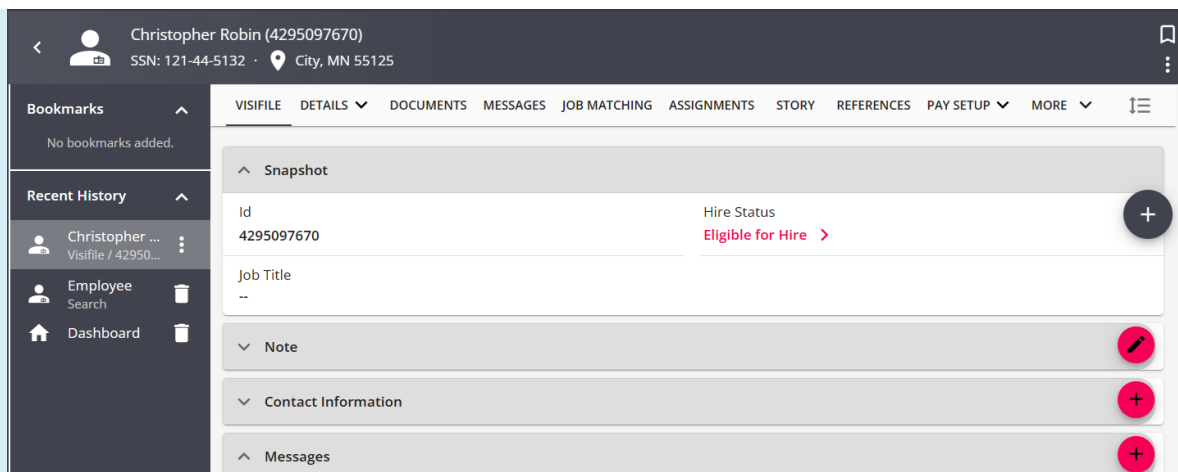 Christopher Robin (4295097670)
SSN: 121-44-5132 · City, MN 55125
Bookmarks
No bookmarks added.
Recent History
Christopher ...
Visifile / 42950...
Employee
Search
Dashboard
VISIFILE DETAILS DOCUMENTS MESSAGES JOB MATCHING ASSIGNMENTS STORY REFERENCES PAY SETUP MORE
Snapshot
Id
4295097670
Hire Status
Eligible for Hire
Job Title
--
Note
Contact Information
Messages